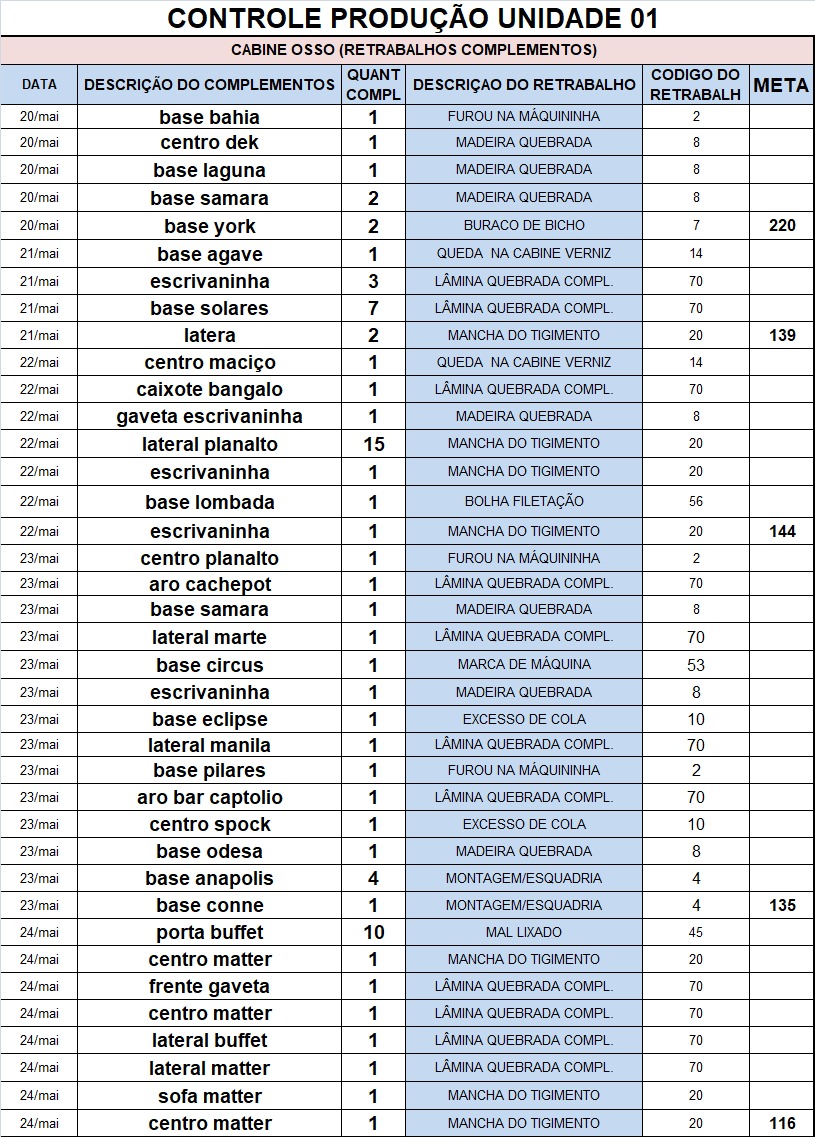 CONTROLE PRODUÇÃO UNIDADE 01
CABINE OSSO (RETRABALHOS COMPLEMENTOS)
DATA DESCRIÇÃO DO COMPLEMENTOS QUANT COMPL DESCRIÇAO DO RETRABALHO CODIGO DO RETRABALH META
20/mai base bahia 1 FUROU NA MÁQUININHA 2
20/mai centro dek 1 MADEIRA QUEBRADA 8
20/mai base laguna 1 MADEIRA QUEBRADA 8
20/mai base samara 2 MADEIRA QUEBRADA 8
20/mai base york 2 BURACO DE BICHO 7 220
21/mai base agave 1 QUEDA NA CABINE VERNIZ 14
21/mai escrivaninha 3 LÂMINA QUEBRADA COMPL. 70
21/mai base solares 7 LÂMINA QUEBRADA COMPL. 70
21/mai latera 2 MANCHA DO TIGIMENTO 20 139
22/mai centro maciço 1 QUEDA NA CABINE VERNIZ 14
22/mai caixote bangalo 1 LÂMINA QUEBRADA COMPL. 70
22/mai gaveta escrivaninha 1 MADEIRA QUEBRADA 8
22/mai lateral planalto 15 MANCHA DO TIGIMENTO 20
22/mai escrivaninha 1 MANCHA DO TIGIMENTO 20
22/mai base lombada 1 BOLHA FILETAÇÃO 56
22/mai escrivaninha 1 MANCHA DO TIGIMENTO 20 144
23/mai centro planalto 1 FUROU NA MÁQUININHA 2
23/mai aro cachepot 1 LÂMINA QUEBRADA COMPL. 70
23/mai base samara 1 MADEIRA QUEBRADA 8
23/mai lateral marte 1 LÂMINA QUEBRADA COMPL. 70
23/mai base circus 1 MARCA DE MÁQUINA 53
23/mai escrivaninha 1 MADEIRA QUEBRADA 8
23/mai base eclipse 1 EXCESSO DE COLA 10
23/mai lateral manila 1 LÂMINA QUEBRADA COMPL. 70
23/mai base pilares 1 FUROU NA MÁQUININHA 2
23/mai aro bar captolio 1 LÂMINA QUEBRADA COMPL. 70
23/mai centro spock 1 EXCESSO DE COLA 10
23/mai base odesa 1 MADEIRA QUEBRADA 8
23/mai base anapolis 4 MONTAGEM/ESQUADRIA 4
23/mai base conne 1 MONTAGEM/ESQUADRIA 4 135
24/mai porta buffet 10 MAL LIXADO 45
24/mai centro matter 1 MANCHA DO TIGIMENTO 20
24/mai frente gaveta 1 LÂMINA QUEBRADA COMPL. 70
24/mai centro matter 1 LÂMINA QUEBRADA COMPL. 70
24/mai lateral buffet 1 LÂMINA QUEBRADA COMPL. 70
24/mai lateral matter 1 LÂMINA QUEBRADA COMPL. 70
24/mai sofa matter 1 MANCHA DO TIGIMENTO 20
24/mai centro matter 1 MANCHA DO TIGIMENTO 20 116